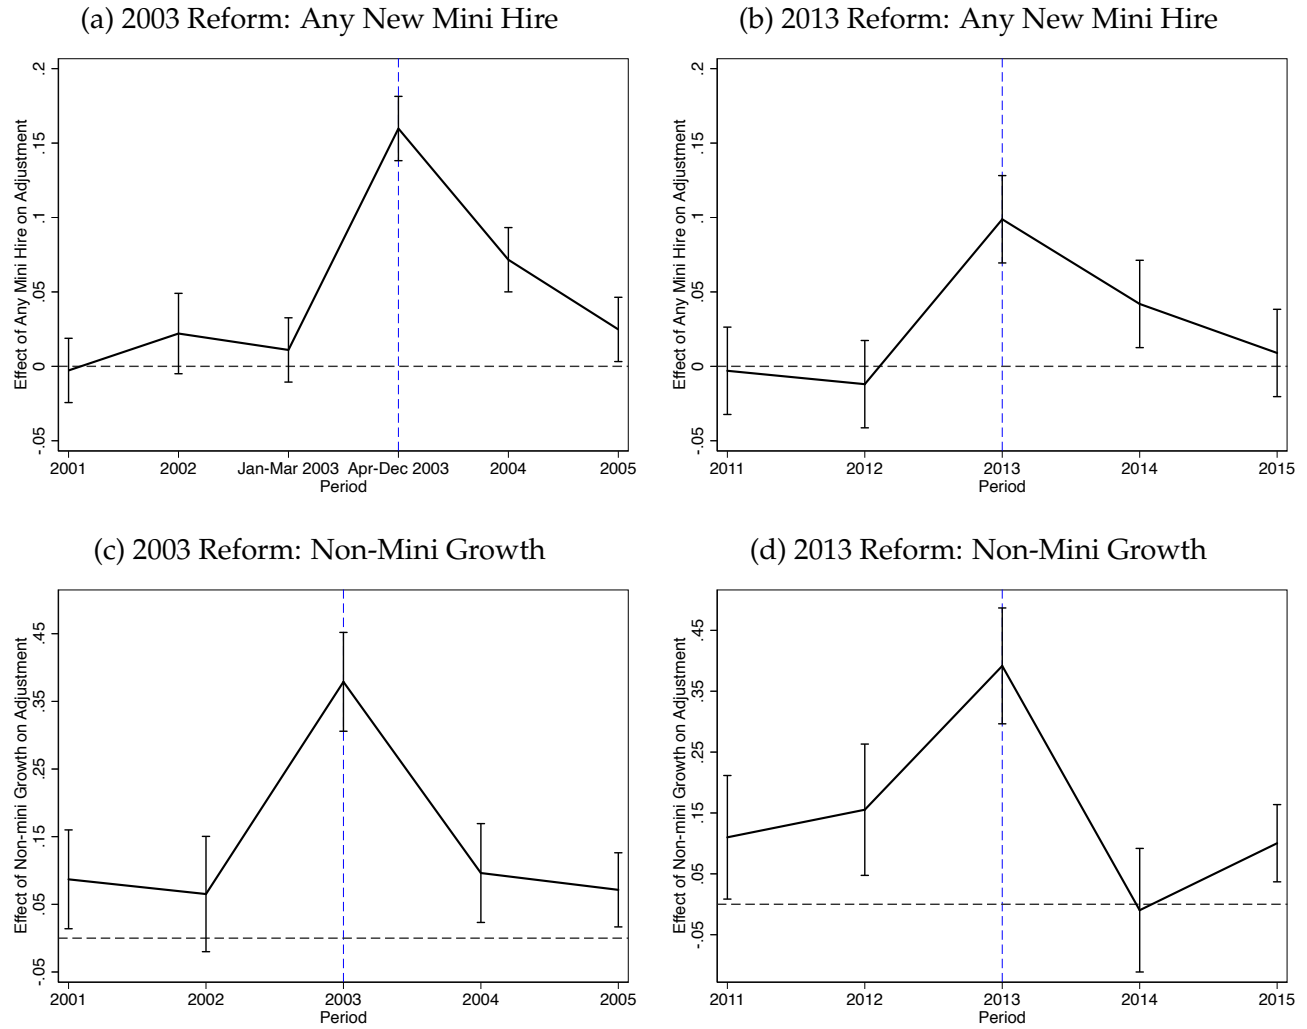 (a) 2003 Reform: Any New Mini Hire
Effect of Any Mini Hire on Adjustment
.2
.15
.1
.05
0
-.05
2001 2002 Jan-Mar 2003 Apr-Dec 2003 2004 2005
Period
(b) 2013 Reform: Any New Mini Hire
Effect of Any Mini Hire on Adjustment
.2
.15
.1
.05
0
-.05
2011 2012 2013 2014 2015
Period
(c) 2003 Reform: Non-Mini Growth
Effect of Non-mini Growth on Adjustment
.45
.35
.25
.15
.05
-.05
2001 2002 2003 2004 2005
Period
(d) 2013 Reform: Non-Mini Growth
Effect of Non-mini Growth on Adjustment
.45
.35
.25
.15
.05
-.05
2011 2012 2013 2014 2015
Period